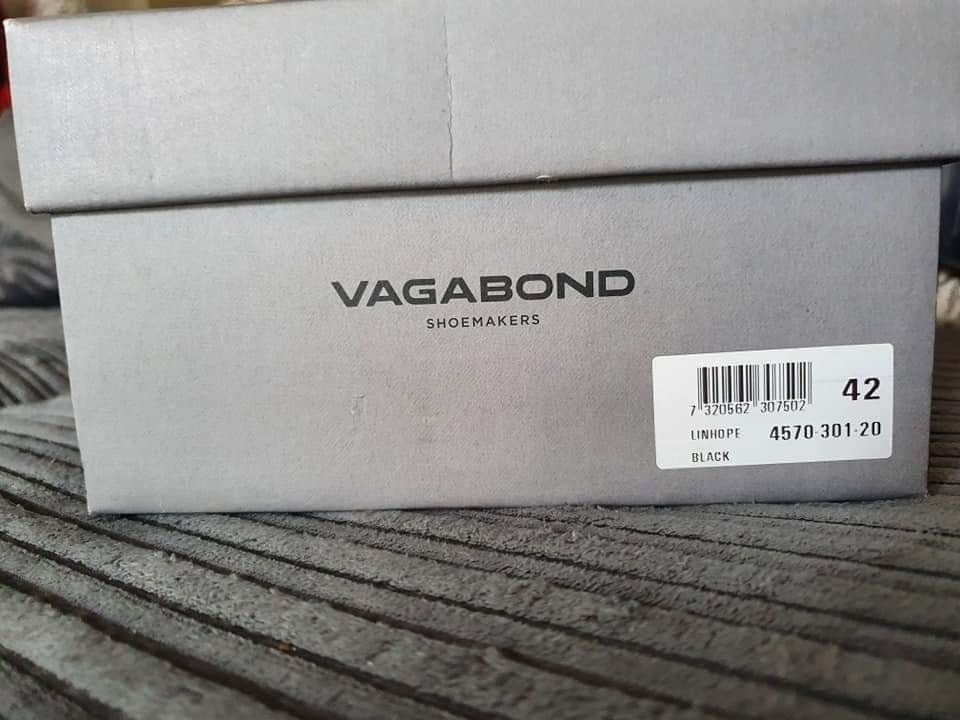 VAGABOND
SHOEMAKERS
7 320562 307502 42
LINHOPE 4570-301-20
BLACK